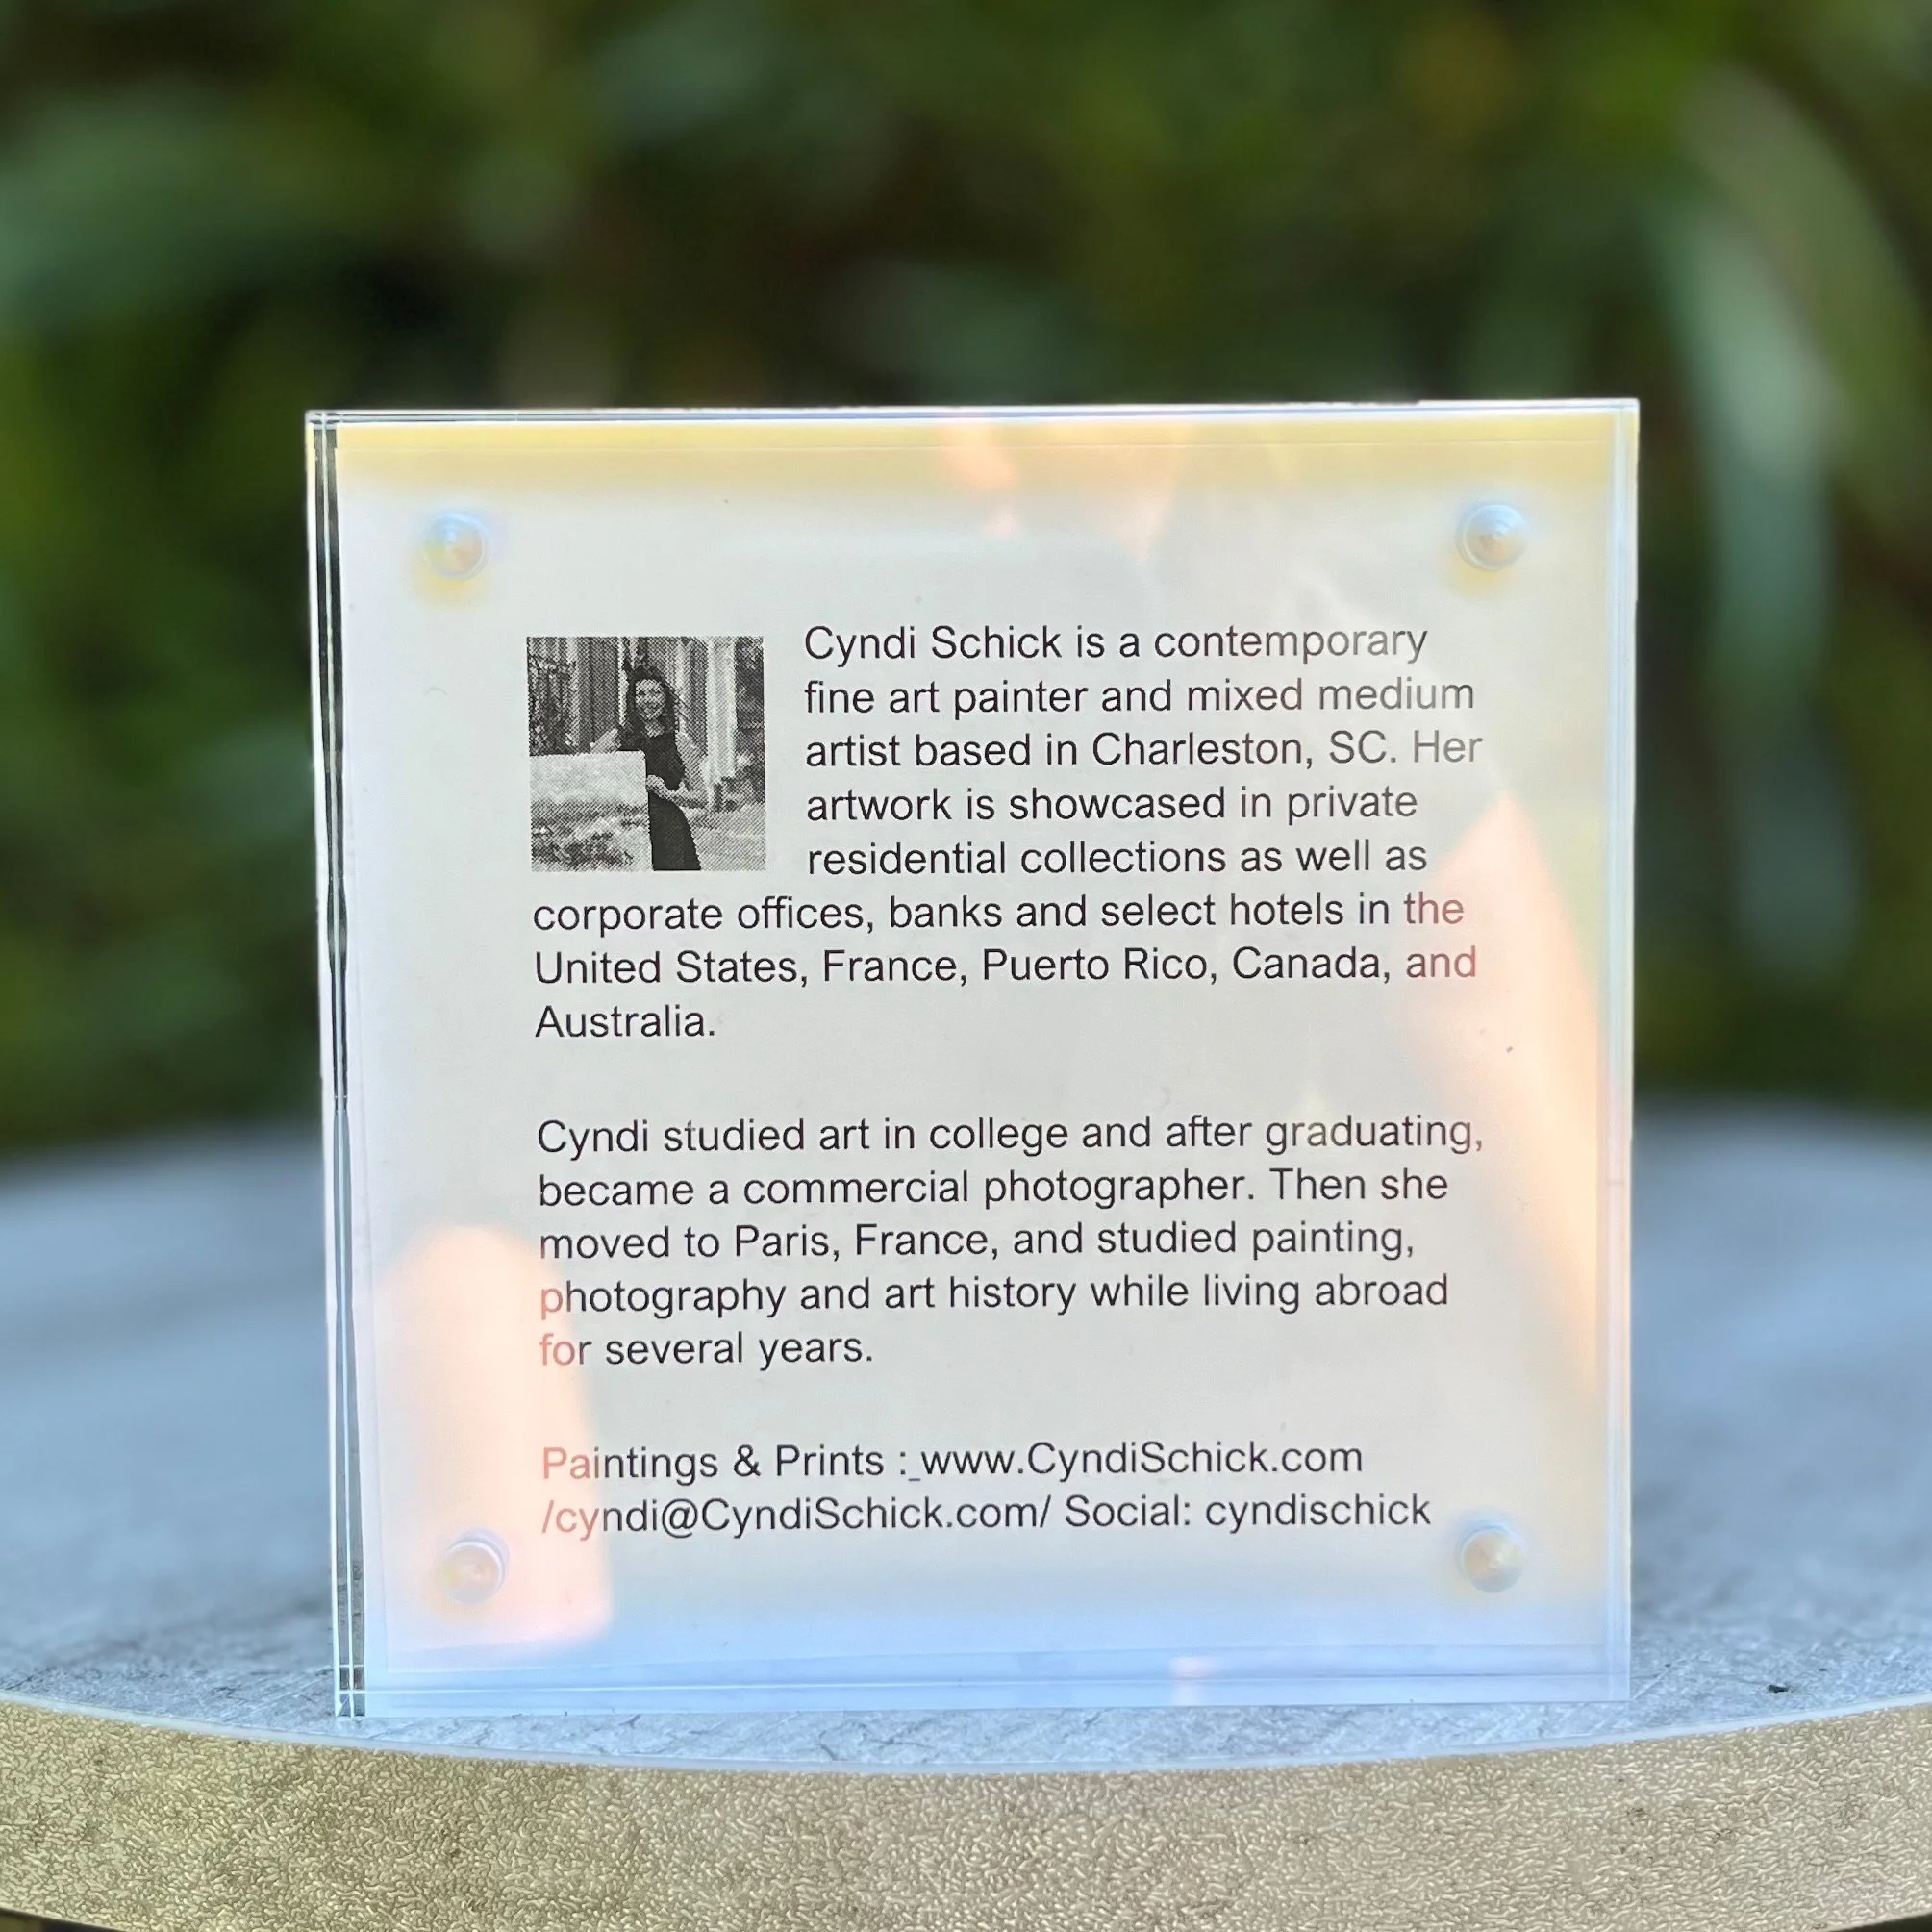 Cyndi Schick is a contemporary
fine art painter and mixed medium
artist based in Charleston, SC. Her
artwork is showcased in private
residential collections as well as
corporate offices, banks and select hotels in the
United States, France, Puerto Rico, Canada, and
Australia.
Cyndi studied art in college and after graduating,
became a commercial photographer. Then she
moved to Paris, France, and studied painting,
photography and art history while living abroad
for several years.
Paintings & Prints : www.CyndiSchick.com
/cyndi@CyndiSchick.com/ Social: cyndischick